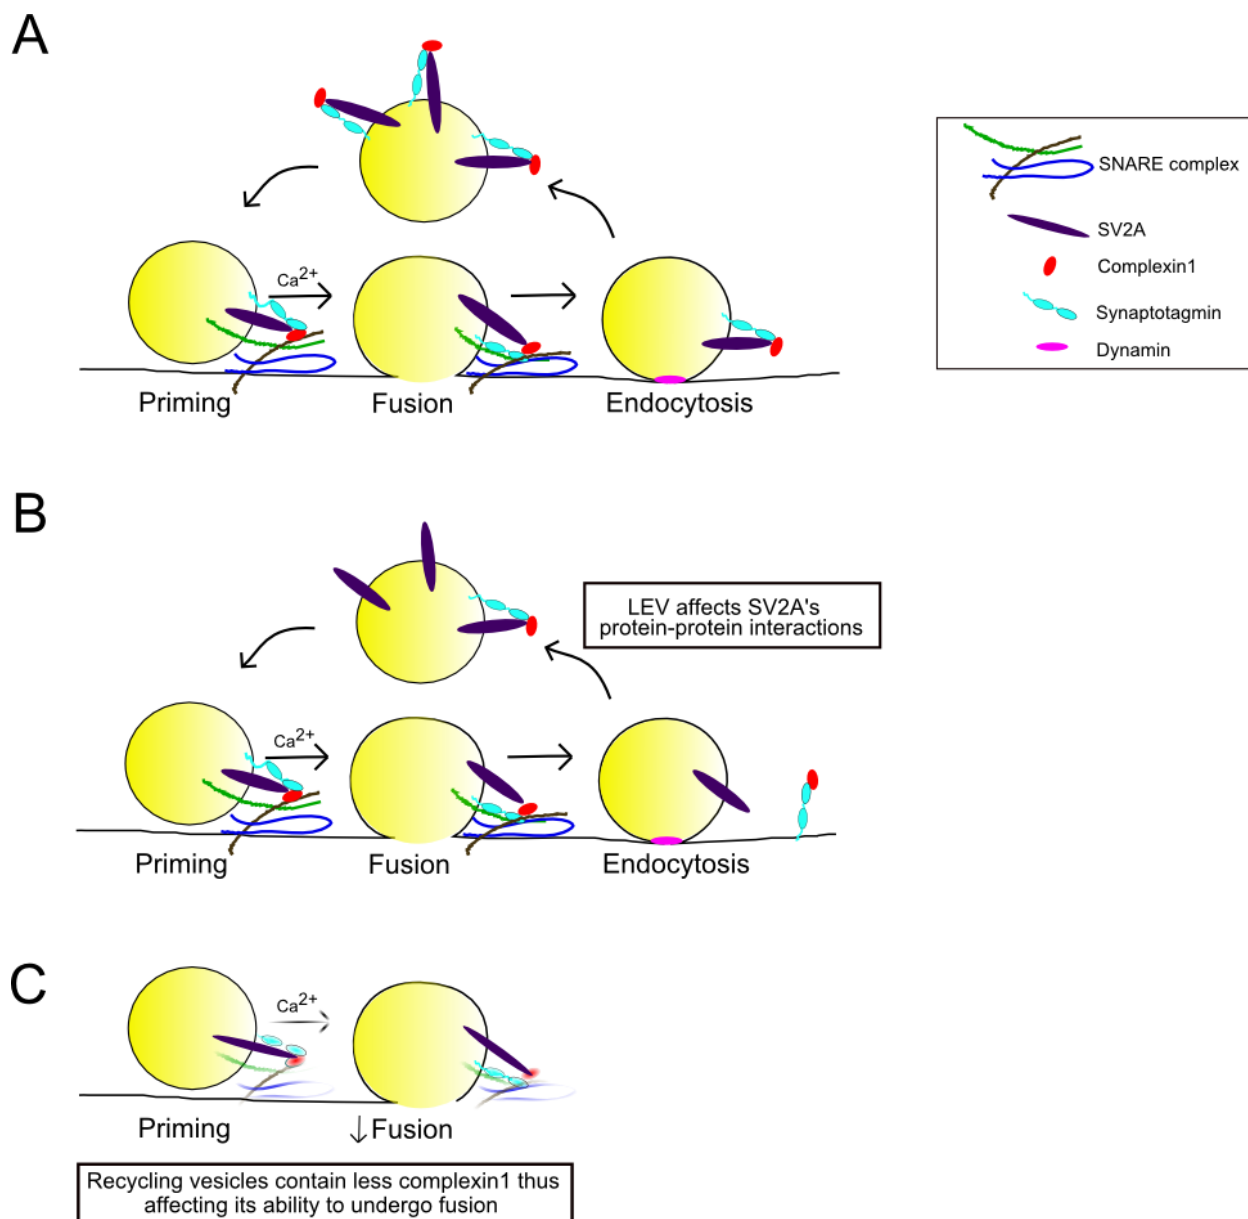 A
SNARE complex
SV2A
Complexin1
Synaptotagmin
Dynamin
Ca2+
Priming
Fusion
Endocytosis
B
LEV affects SV2A's
protein-protein interactions
Ca2+
Priming
Fusion
Endocytosis
C
Ca2+
Priming
↓Fusion
Recycling vesicles contain less complexin1 thus
affecting its ability to undergo fusion